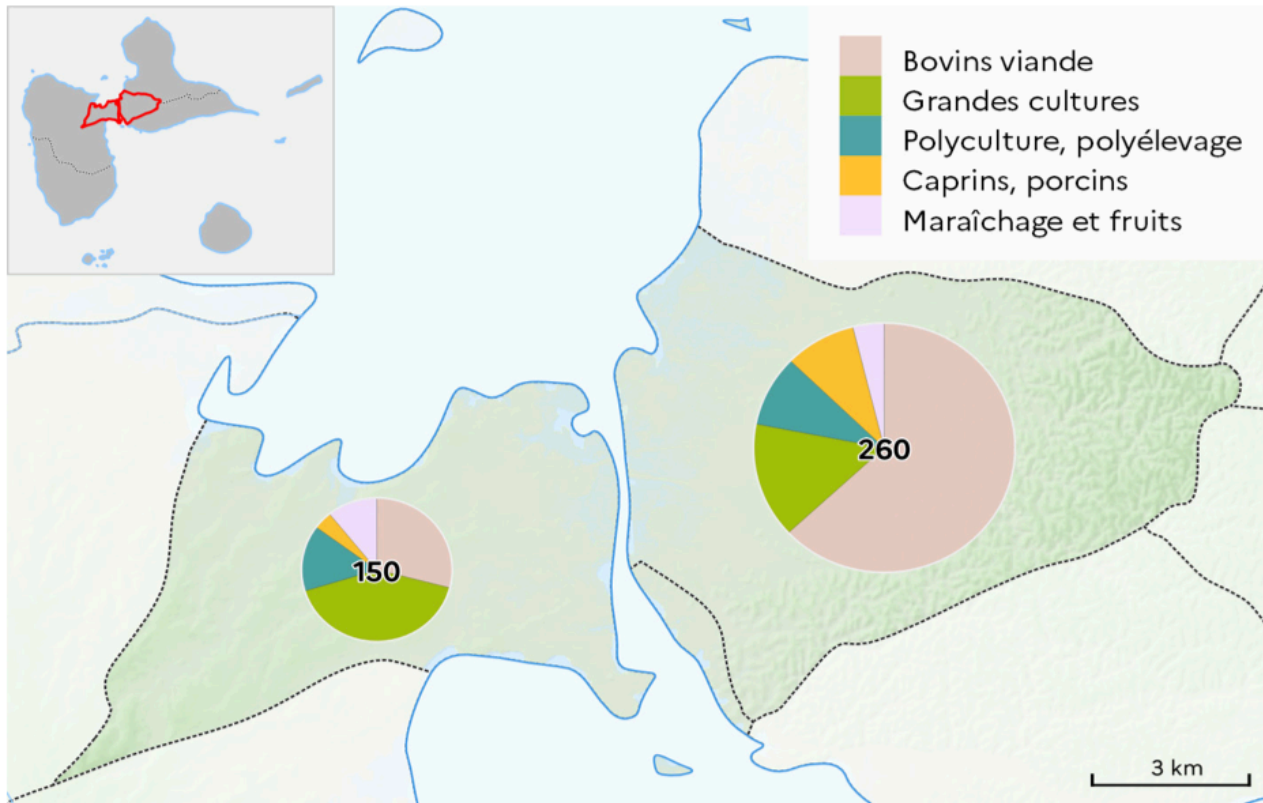 Bovins viande
Grandes cultures
Polyculture, polyélevage
Caprins, porcins
Maraîchage et fruits
260
150
3 km